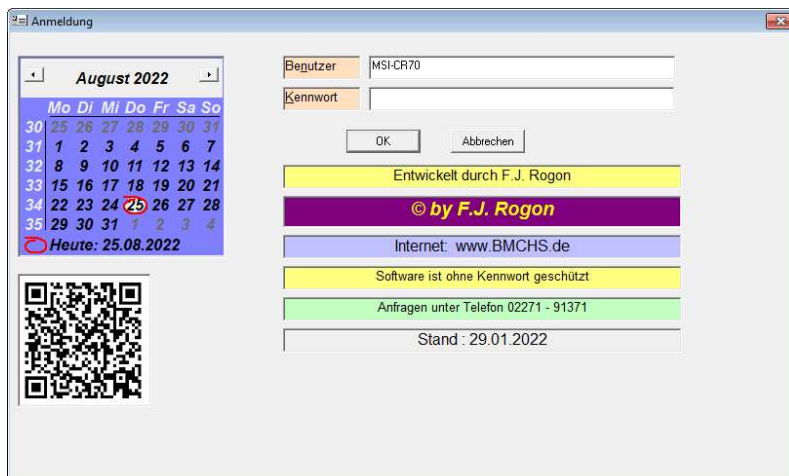 Anmeldung
August 2022
Mo Di Mi Do Fr Sa So
30 25 26 27 28 29 30 31
31 1 2 3 4 5 6 7
32 8 9 10 11 12 13 14
33 15 16 17 18 19 20 21
34 22 23 24 25 26 27 28
35 29 30 31 1 2 3 4
Heute: 25.08.2022
Benutzer MSI-CR70
Kennwort
OK Abbrechen
Entwickelt durch F.J. Rogon
© by F.J. Rogon
Internet: www.BMCHS.de
Software ist ohne Kennwort geschützt
Anfragen unter Telefon 02271 - 91371
Stand : 29.01.2022